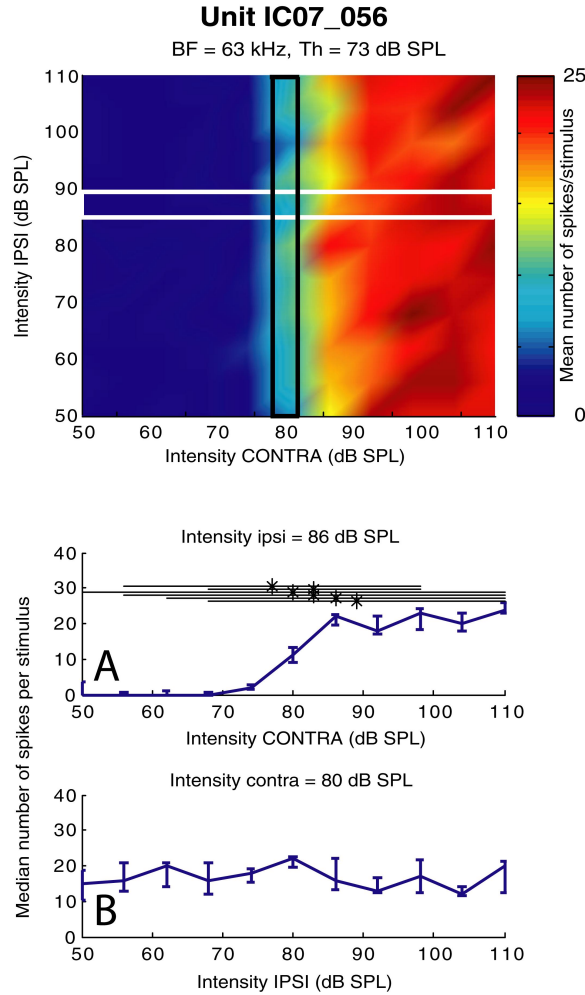 Unit IC07_056
BF = 63 kHz, Th = 73 dB SPL
Intensity IPSI (dB SPL)
110
100
90
80
70
60
50
50 60 70 80 90 110
Intensity CONTRA (dB SPL)
25
0
Mean number of spikes/stimulus
Median number of spikes per stimulus
Intensity ipsi = 86 dB SPL
40
30
20
10
0
A
50 60 70 80 90 100 110
Intensity CONTRA (dB SPL)
Intensity contra = 80 dB SPL
40
30
20
10
0
B
50 60 70 80 90 100 110
Intensity IPSI (dB SPL)